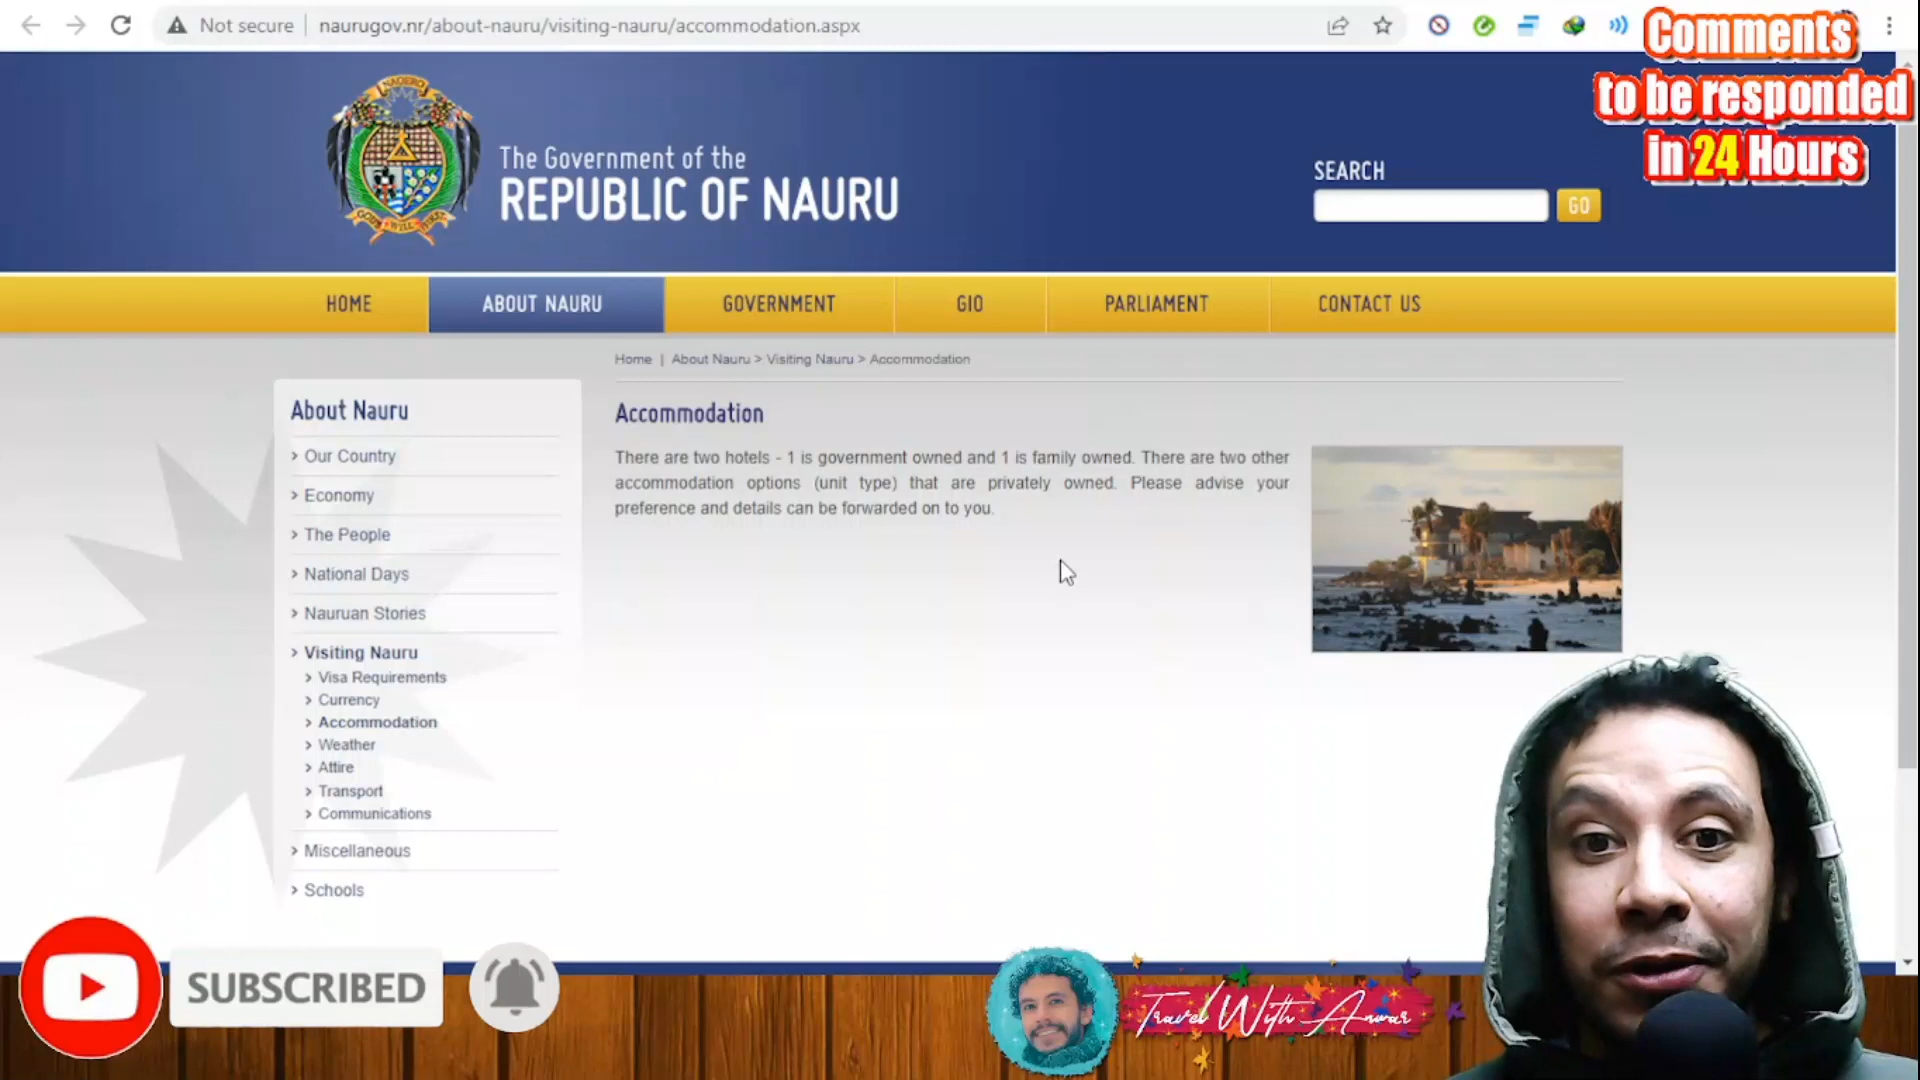 Not secure | naurugov.nr/about-nauru/visiting-nauru/accommodation.aspx
Comments
to be responded
in 24 Hours
NAOERO
GOD'S WILL FIRST
The Government of the
REPUBLIC OF NAURU
SEARCH
GO
HOME
ABOUT NAURU
GOVERNMENT
GIO
PARLIAMENT
CONTACT US
Home | About Nauru > Visiting Nauru > Accommodation
About Nauru
> Our Country
> Economy
> The People
> National Days
> Nauruan Stories
> Visiting Nauru
> Visa Requirements
> Currency
> Accommodation
> Weather
> Attire
> Transport
> Communications
> Miscellaneous
> Schools
Accommodation
There are two hotels - 1 is government owned and 1 is family owned. There are two other
accommodation options (unit type) that are privately owned. Please advise your
preference and details can be forwarded on to you.
SUBSCRIBED
Travel With Anwar